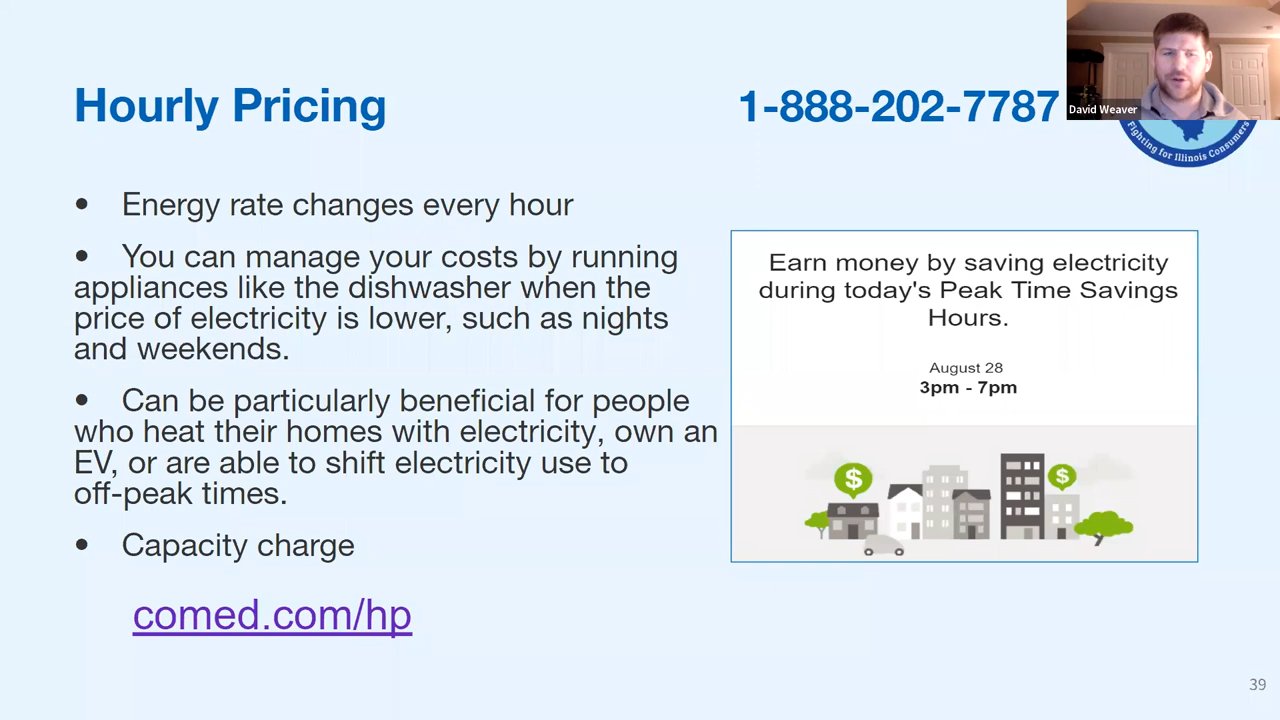 Hourly Pricing
1-888-202-7787
David Weaver
Fighting for Illinois Consumers
• Energy rate changes every hour
• You can manage your costs by running
appliances like the dishwasher when the
price of electricity is lower, such as nights
and weekends.
• Can be particularly beneficial for people
who heat their homes with electricity, own an
EV, or are able to shift electricity use to
off-peak times.
• Capacity charge
comed.com/hp
Earn money by saving electricity
during today's Peak Time Savings
Hours.
August 28
3pm - 7pm
$
$
39